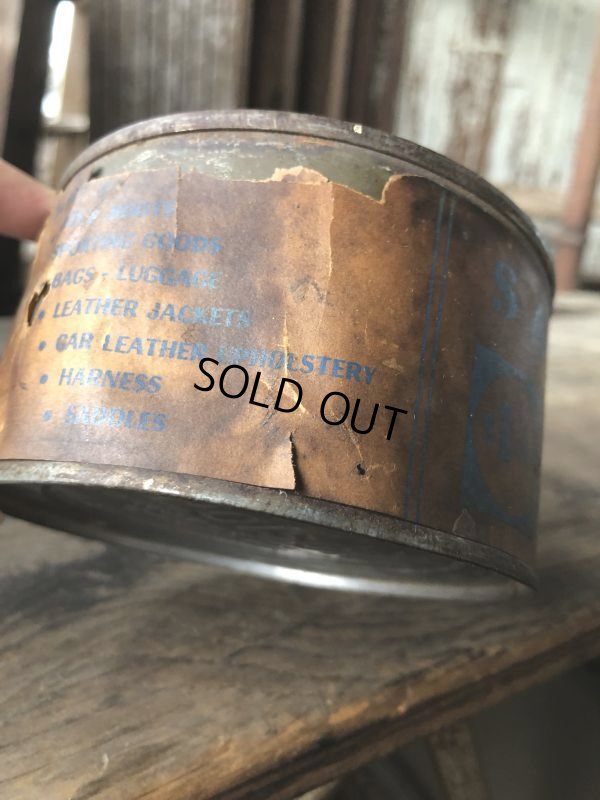 SPORTING GOODS
BAGS - LUGGAGE
• LEATHER JACKETS
• CAR LEATHER UPHOLSTERY
• HARNESS
• SADDLES
SOLD OUT
S